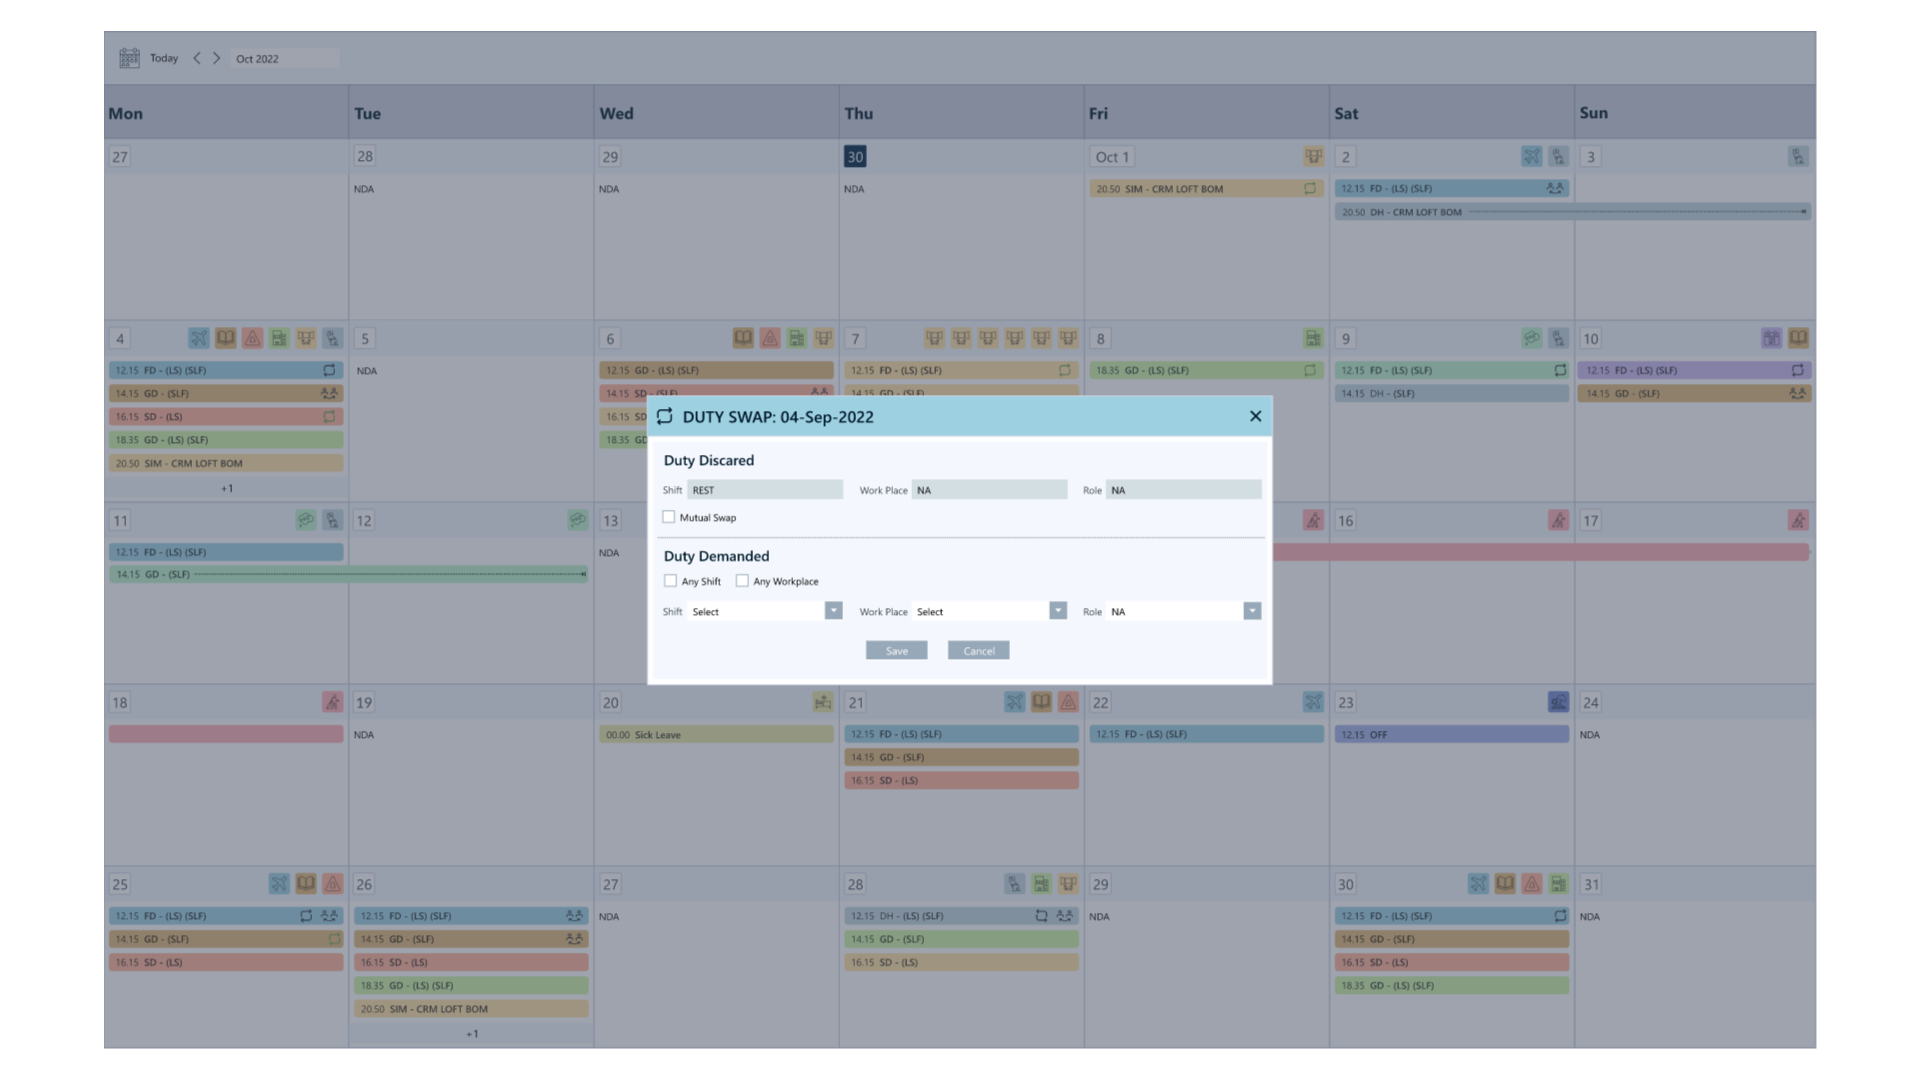 Today < > Oct 2022
Mon Tue Wed Thu Fri Sat Sun
27 28 29 30 Oct 1 2 3
NDA NDA NDA 20.50 SIM - CRM LOFT BOM 12.15 FD - (LS) (SLF)
20.50 DH - CRM LOFT BOM
4 5 6 7 8 9 10
12.15 FD - (LS) (SLF) NDA 12.15 GD - (LS) (SLF) 12.15 FD - (LS) (SLF) 18.35 GD - (LS) (SLF) 12.15 FD - (LS) (SLF) 12.15 FD - (LS) (SLF)
14.15 GD - (SLF) 14.15 SD - (SLF) 14.15 GD - (SLF) 14.15 DH - (SLF) 14.15 GD - (SLF)
16.15 SD - (LS) 16.15 SD
18.35 GD - (LS) (SLF) 18.35 GD
20.50 SIM - CRM LOFT BOM
+1
DUTY SWAP: 04-Sep-2022
Duty Discared
Shift REST Work Place NA Role NA
Mutual Swap
Duty Demanded
Any Shift Any Workplace
Shift Select Work Place Select Role NA
Save Cancel
11 12 13 16 17
12.15 FD - (LS) (SLF) NDA
14.15 GD - (SLF)
18 19 20 21 22 23 24
NDA 00.00 Sick Leave 12.15 FD - (LS) (SLF) 12.15 FD - (LS) (SLF) 12.15 OFF NDA
14.15 GD - (SLF)
16.15 SD - (LS)
25 26 27 28 29 30 31
12.15 FD - (LS) (SLF) 12.15 FD - (LS) (SLF) NDA 12.15 DH - (LS) (SLF) NDA 12.15 FD - (LS) (SLF) NDA
14.15 GD - (SLF) 14.15 GD - (SLF) 14.15 GD - (SLF) 14.15 GD - (SLF)
16.15 SD - (LS) 16.15 SD - (LS) 16.15 SD - (LS) 16.15 SD - (LS)
18.35 GD - (LS) (SLF) 18.35 GD - (LS) (SLF)
20.50 SIM - CRM LOFT BOM
+1